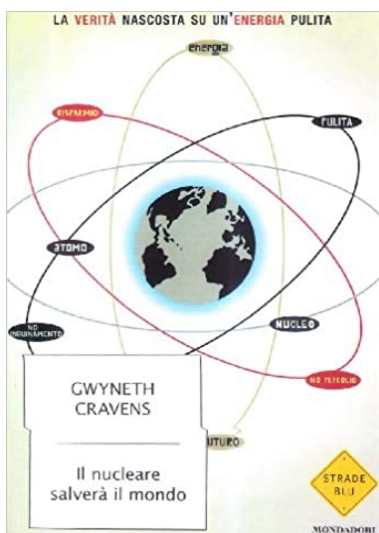 LA VERITÀ NASCOSTA SU UN'ENERGIA PULITA
energia
RISPARMIO
PULITA
ATOMO
NUCLEO
NO
INQUINAMENTO
NO PETROLIO
UTURO
GWYNETH
CRAVENS
Il nucleare
salverà il mondo
STRADE
BLU
MONDADORI